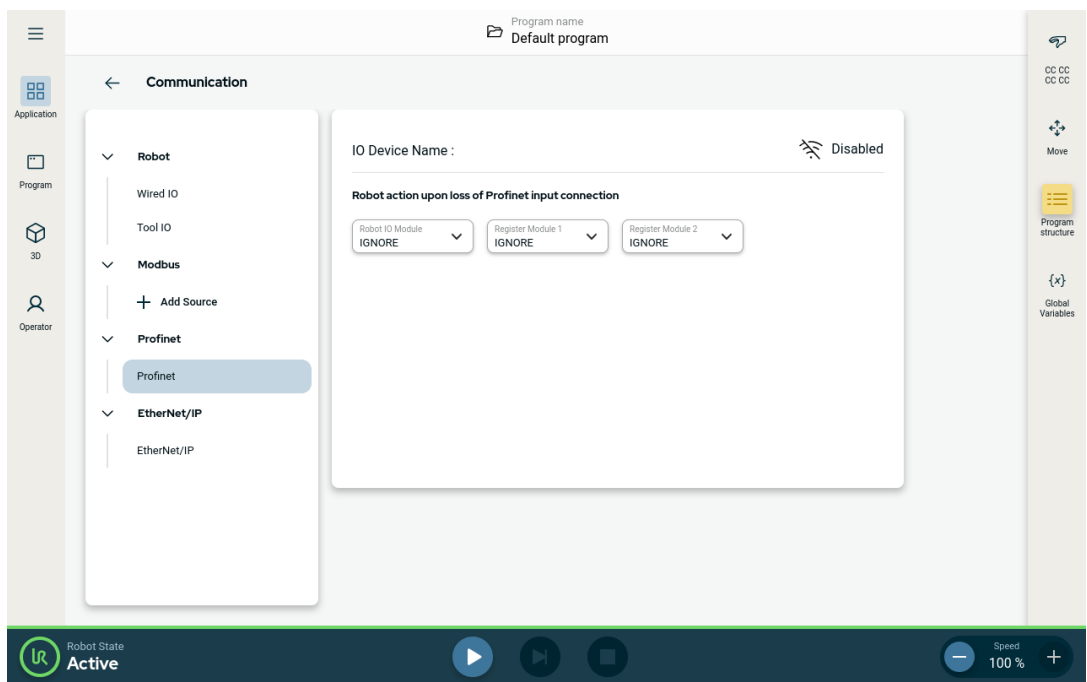 Program name
Default program
Application
Program
3D
Operator
Communication
Robot
Wired IO
Tool IO
Modbus
Add Source
Profinet
Profinet
EtherNet/IP
EtherNet/IP
IO Device Name :
Disabled
Robot action upon loss of Profinet input connection
Robot IO Module
IGNORE
Register Module 1
IGNORE
Register Module 2
IGNORE
CC CC
CC CC
Move
Program
structure
{x}
Global
Variables
UR
Robot State
Active
Speed
100 %